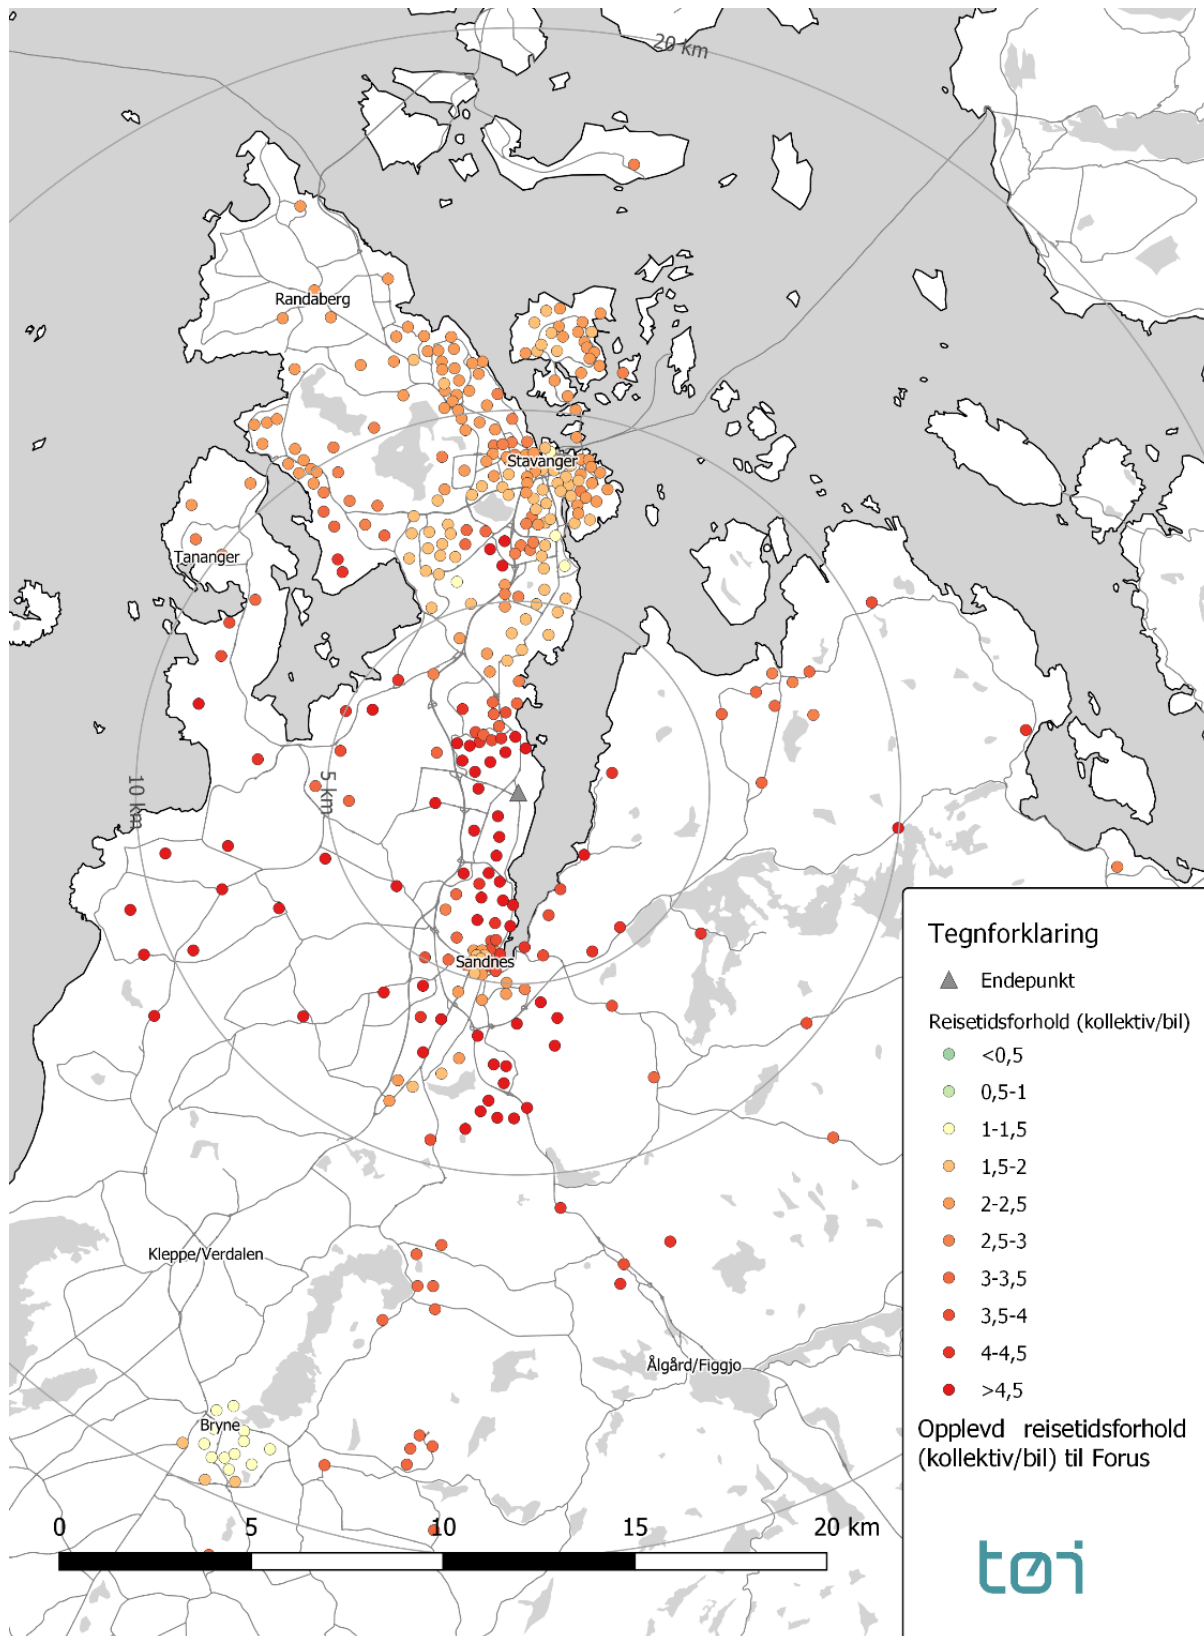 20 km
Randaberg
Stavanger
Tananger
10 km
5 km
Sandnes
Kleppe/Verdalen
Ålgård/Figgjo
Bryne
0 5 10 15 20 km
Tegnforklaring
Endepunkt
Reisetidsforhold (kollektiv/bil)
<0,5
0,5-1
1-1,5
1,5-2
2-2,5
2,5-3
3-3,5
3,5-4
4-4,5
>4,5
Opplevd reisetidsforhold
(kollektiv/bil) til Forus
tøi